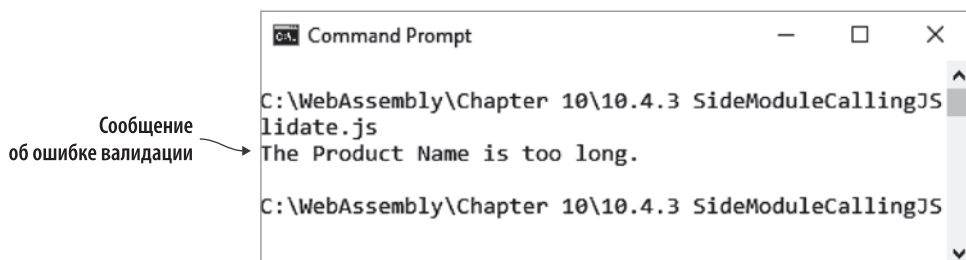 Command Prompt
C:\WebAssembly\Chapter 10\10.4.3 SideModuleCallingJS
lidate.js
Сообщение
об ошибке валидации
The Product Name is too long.
C:\WebAssembly\Chapter 10\10.4.3 SideModuleCallingJS